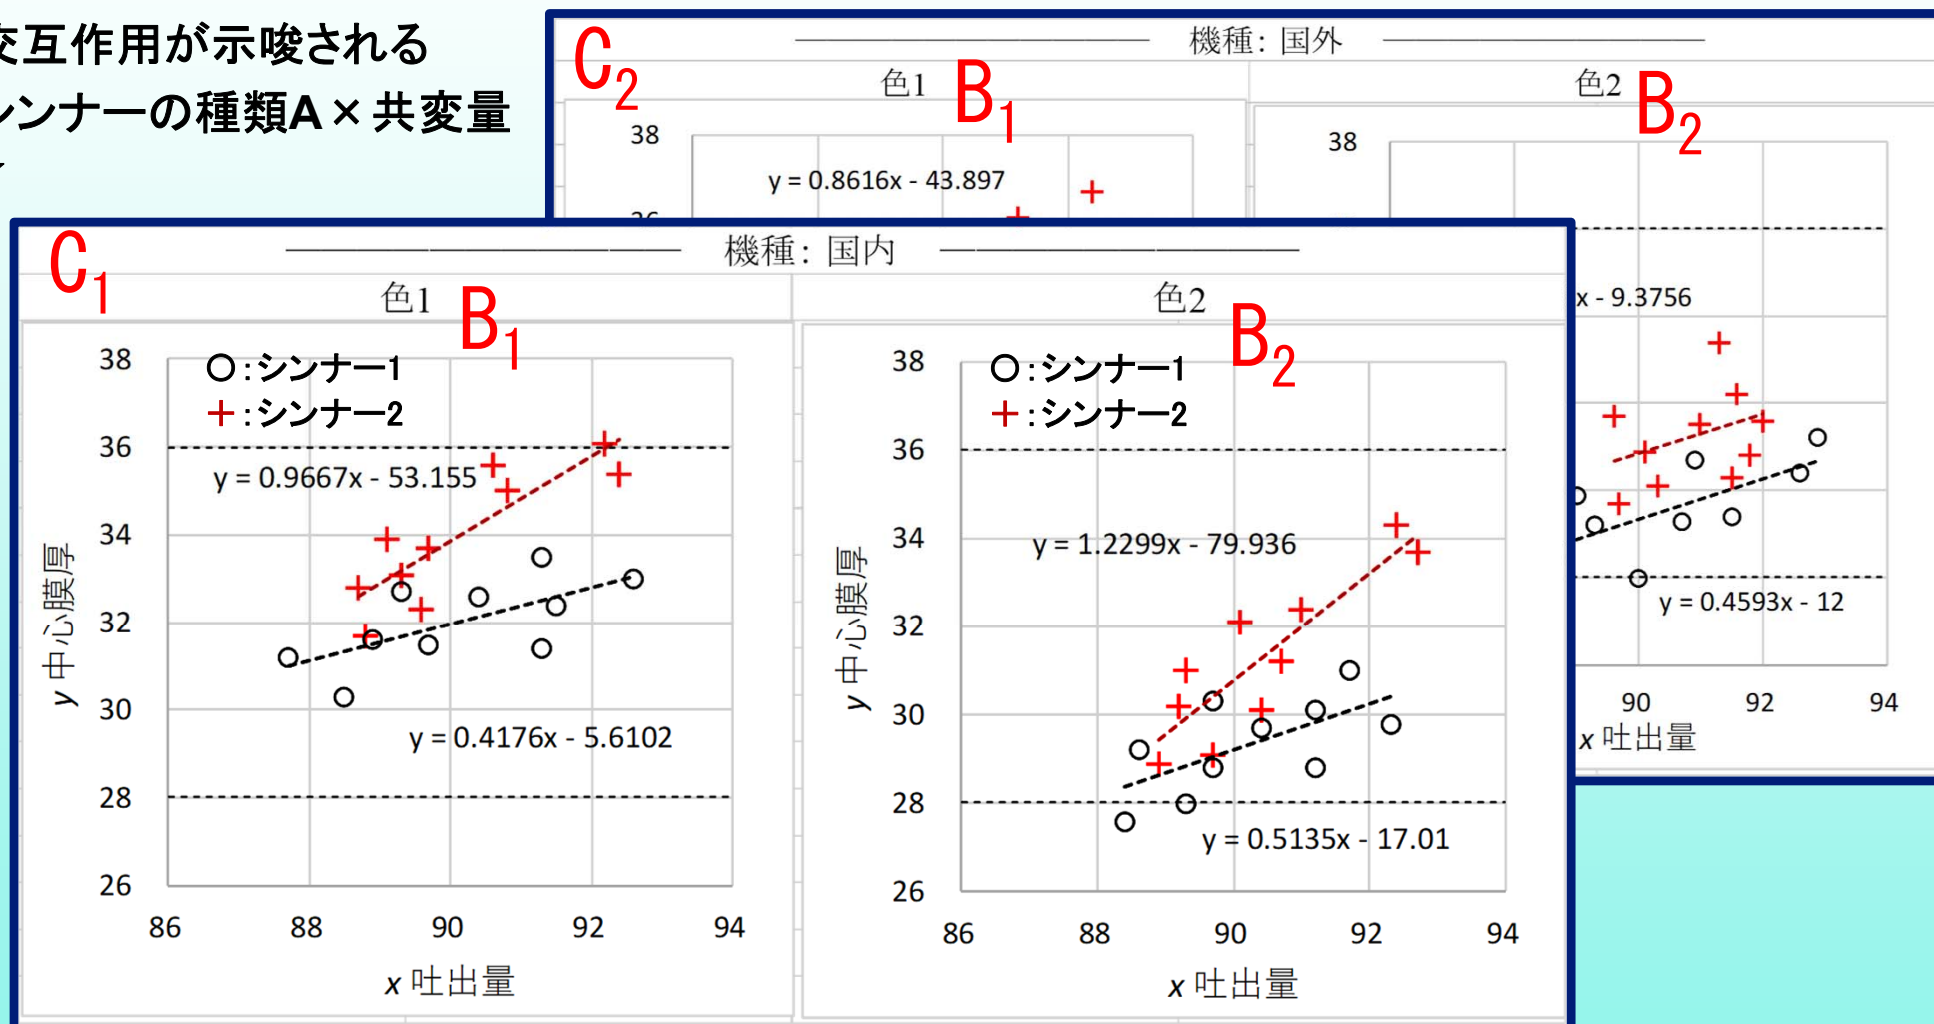 交互作用が示唆される
シンナーの種類A×共変量
C2
機種: 国外
色1
B1
色2
B2
38
y = 0.8616x - 43.897
38
x - 9.3756
y = 0.4593x - 12
90
92
94
x 吐出量
C1
機種: 国内
色1
B1
色2
B2
○:シンナー1
+:シンナー2
y = 0.9667x - 53.155
y = 0.4176x - 5.6102
38
36
34
32
30
28
26
86
88
90
92
94
y 中心膜厚
x 吐出量
○:シンナー1
+:シンナー2
y = 1.2299x - 79.936
y = 0.5135x - 17.01
38
36
34
32
30
28
26
86
88
90
92
94
y 中心膜厚
x 吐出量